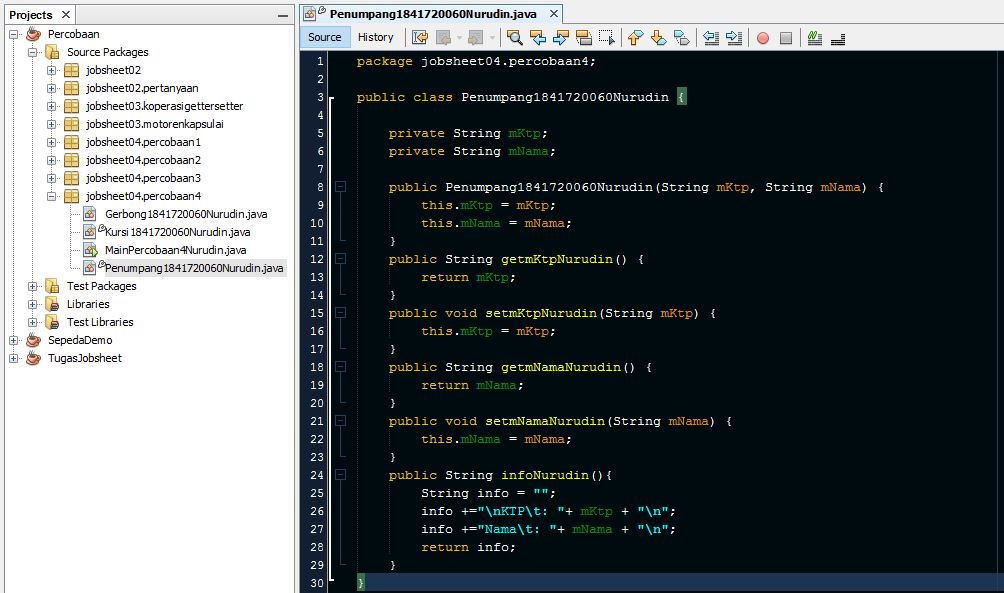 Projects
Percobaan
Source Packages
jobsheet02
jobsheet02.pertanyaan
jobsheet03.koperasigettersetter
jobsheet03.motorenkapsulai
jobsheet04.percobaan1
jobsheet04.percobaan2
jobsheet04.percobaan3
jobsheet04.percobaan4
Gerbong1841720060Nurudin.java
Kursi1841720060Nurudin.java
MainPercobaan4Nurudin.java
Penumpang1841720060Nurudin.java
Test Packages
Libraries
Test Libraries
SepedaDemo
TugasJobsheet
Penumpang1841720060Nurudin.java
Source History
1 package jobsheet04.percobaan4;
2
3 public class Penumpang1841720060Nurudin {
4
5 private String mKtp;
6 private String mNama;
7
8 public Penumpang1841720060Nurudin(String mKtp, String mNama) {
9 this.mKtp = mKtp;
10 this.mNama = mNama;
11 }
12 public String getmKtpNurudin() {
13 return mKtp;
14 }
15 public void setmKtpNurudin(String mKtp) {
16 this.mKtp = mKtp;
17 }
18 public String getmNamaNurudin() {
19 return mNama;
20 }
21 public void setmNamaNurudin(String mNama) {
22 this.mNama = mNama;
23 }
24 public String infoNurudin(){
25 String info = "";
26 info +="\nKTP\t: "+ mKtp + "\n";
27 info +="Nama\t: "+ mNama + "\n";
28 return info;
29 }
30 }